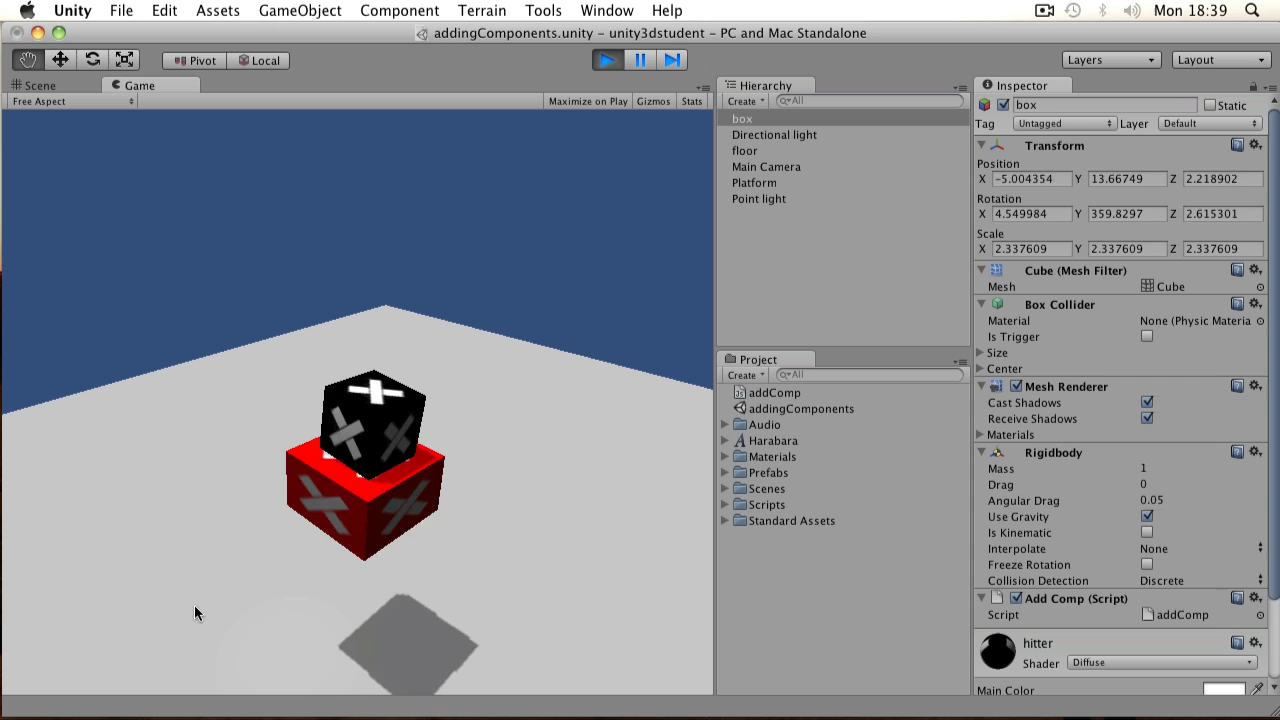 Unity File Edit Assets GameObject Component Terrain Tools Window Help Mon 18:39
addingComponents.unity – unity3dstudent – PC and Mac Standalone
Pivot Local Layers Layout
Scene Game
Free Aspect Maximize on Play Gizmos Stats
Hierarchy
Create All
box
Directional light
floor
Main Camera
Platform
Point light
Project
Create All
addComp
addingComponents
Audio
Harabara
Materials
Prefabs
Scenes
Scripts
Standard Assets
Inspector
box Static
Tag Untagged Layer Default
Transform
Position
X -5.004354 Y 13.66749 Z 2.218902
Rotation
X 4.549984 Y 359.8297 Z 2.615301
Scale
X 2.337609 Y 2.337609 Z 2.337609
Cube (Mesh Filter)
Mesh Cube
Box Collider
Material None (Physic Materia
Is Trigger
Size
Center
Mesh Renderer
Cast Shadows
Receive Shadows
Materials
Rigidbody
Mass 1
Drag 0
Angular Drag 0.05
Use Gravity
Is Kinematic
Interpolate None
Freeze Rotation
Collision Detection Discrete
Add Comp (Script)
Script addComp
hitter
Shader Diffuse
Main Color